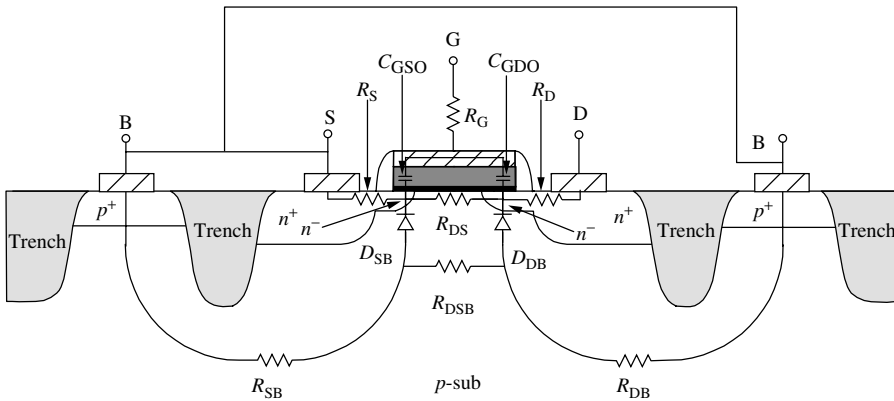 G
C_GSO
C_GDO
R_S
R_D
R_G
B
S
D
B
p+
n+
n−
R_DS
n−
n+
p+
Trench
Trench
Trench
Trench
D_SB
D_DB
R_DSB
R_SB
p-sub
R_DB